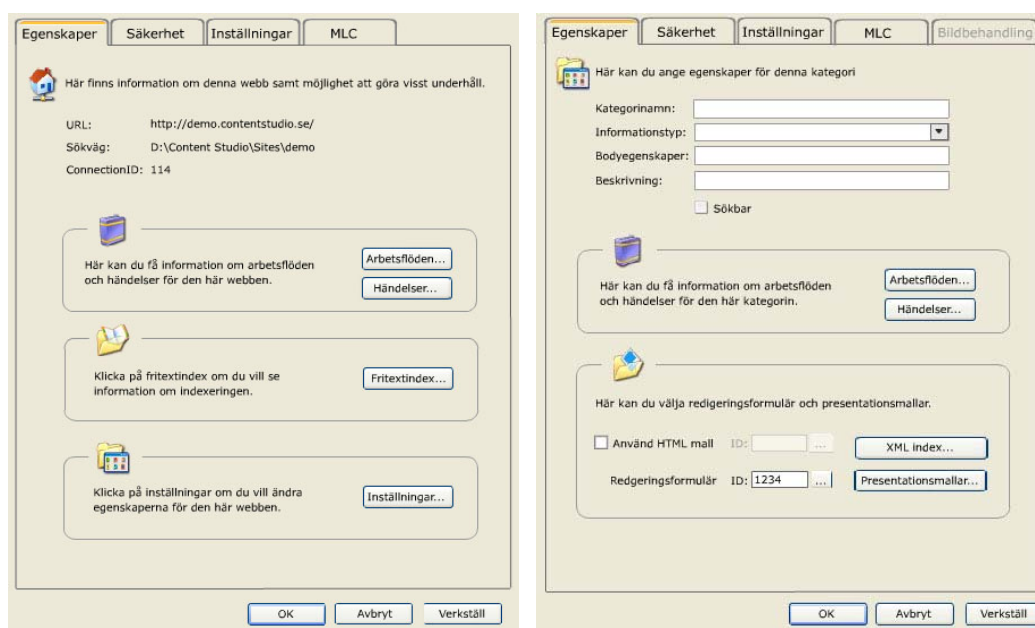 Egenskaper
Säkerhet
Inställningar
MLC
Här finns information om denna webb samt möjlighet att göra visst underhåll.
URL: http://demo.contentstudio.se/
Sökväg: D:\Content Studio\Sites\demo
ConnectionID: 114
Här kan du få information om arbetsflöden
och händelser för den här webben.
Arbetsflöden...
Händelser...
Klicka på fritextindex om du vill se
information om indexeringen.
Fritextindex...
Klicka på inställningar om du vill ändra
egenskaperna för den här webben.
Inställningar...
OK
Avbryt
Verkställ
Egenskaper
Säkerhet
Inställningar
MLC
Bildbehandling
Här kan du ange egenskaper för denna kategori
Kategorinamn:
Informationstyp:
Bodyegenskaper:
Beskrivning:
Sökbar
Här kan du få information om arbetsflöden
och händelser för den här kategorin.
Arbetsflöden...
Händelser...
Här kan du välja redigeringsformulär och presentationsmallar.
Använd HTML mall ID: ...
XML index...
Redgeringsformulär ID: 1234 ...
Presentationsmallar...
OK
Avbryt
Verkställ